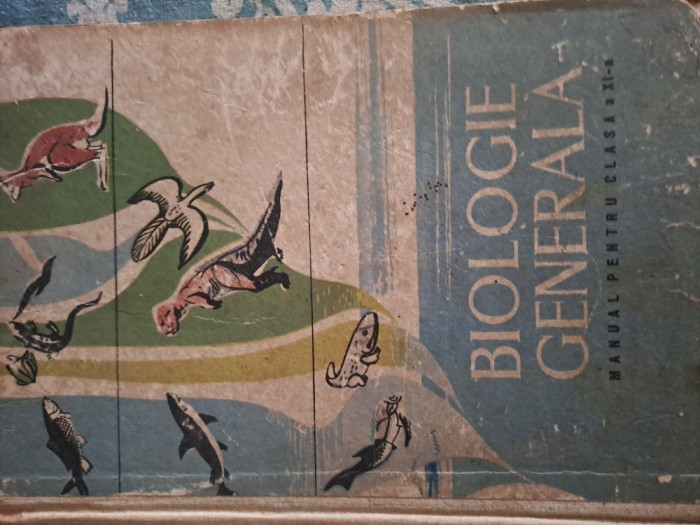 BIOLOGIE
GENERALĂ
MANUAL PENTRU CLASA a XI-a